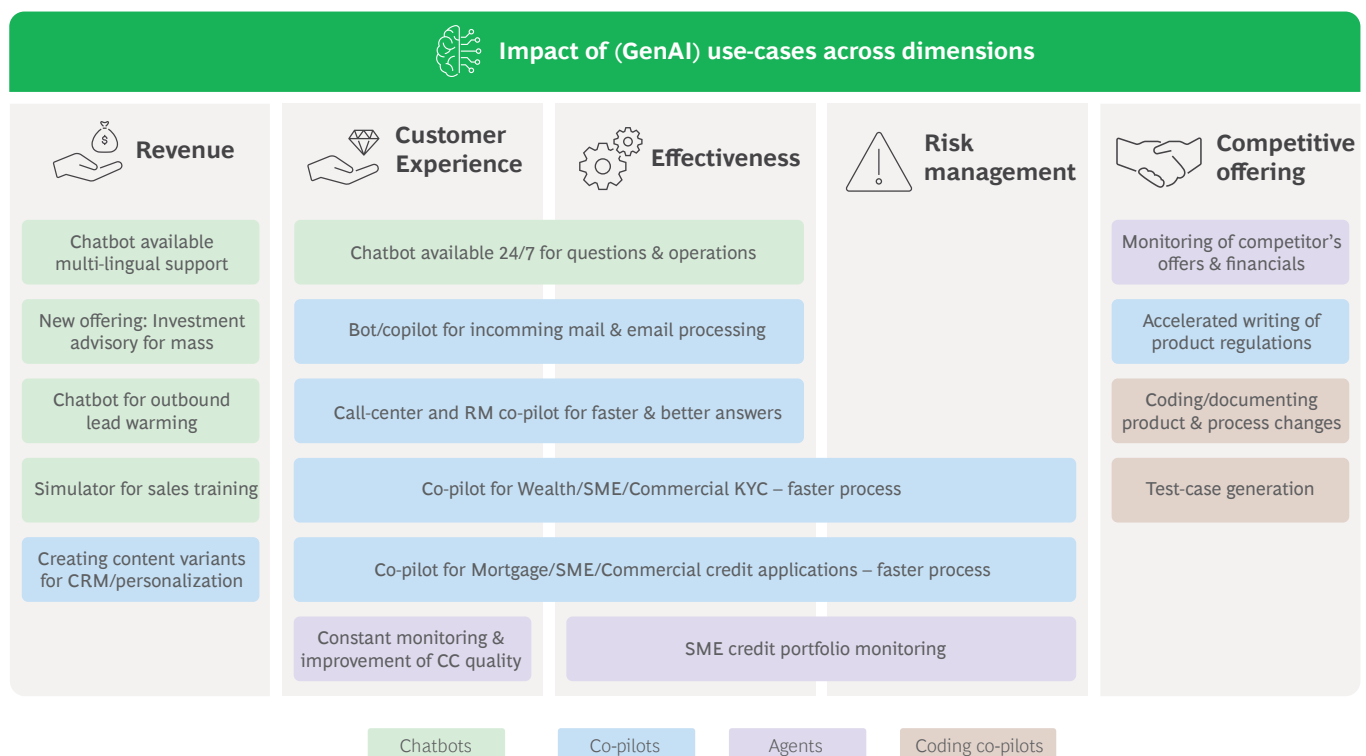 Impact of (GenAI) use-cases across dimensions
Revenue
Customer
Experience
Effectiveness
Risk
management
Competitive
offering
Chatbot available
multi-lingual support
New offering: Investment
advisory for mass
Chatbot for outbound
lead warming
Simulator for sales training
Creating content variants
for CRM/personalization
Chatbot available 24/7 for questions & operations
Bot/copilot for incomming mail & email processing
Call-center and RM co-pilot for faster & better answers
Co-pilot for Wealth/SME/Commercial KYC – faster process
Co-pilot for Mortgage/SME/Commercial credit applications – faster process
Constant monitoring &
improvement of CC quality
SME credit portfolio monitoring
Monitoring of competitor’s
offers & financials
Accelerated writing of
product regulations
Coding/documenting
product & process changes
Test-case generation
Chatbots
Co-pilots
Agents
Coding co-pilots